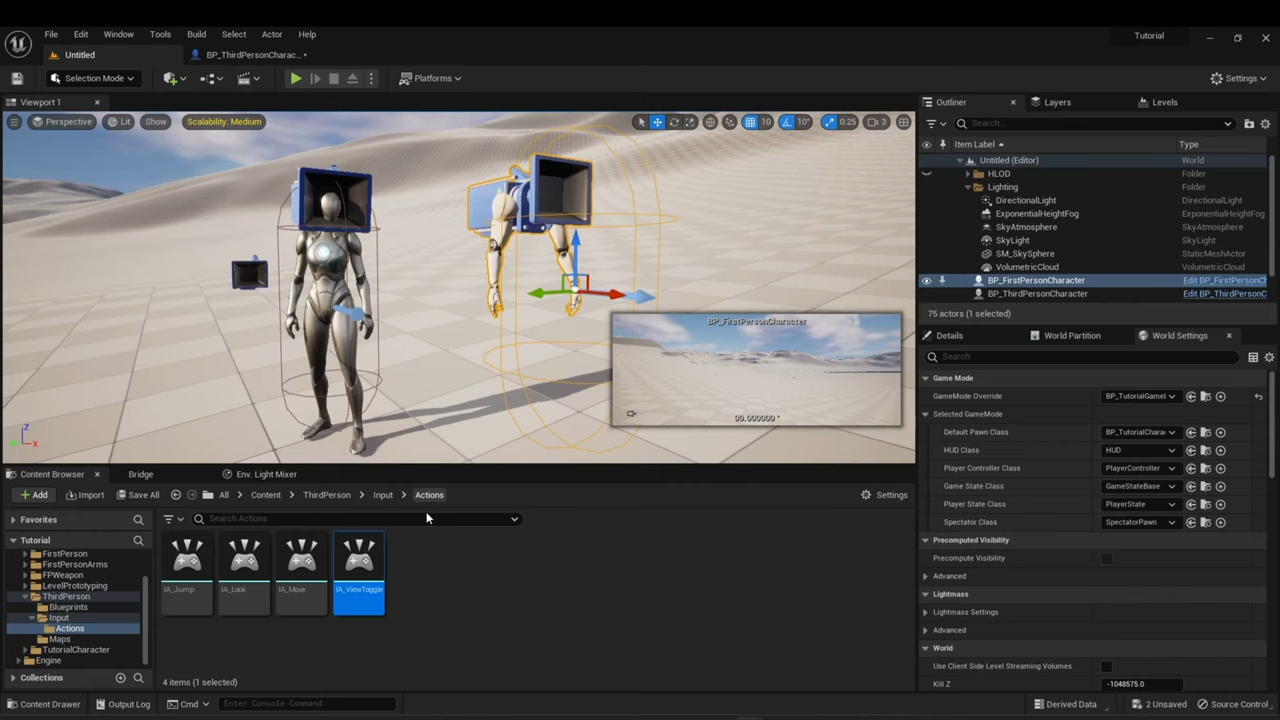 File Edit Window Tools Build Select Actor Help
Tutorial
Untitled
BP_ThirdPersonCharac...
Selection Mode
Platforms
Settings
Viewport 1
Perspective Lit Show Scalability: Medium
10 10° 0.25 3
BP_FirstPersonCharacter
90.000000 °
Outliner Layers Levels
Search...
Item Label Type
Untitled (Editor) World
HLOD Folder
Lighting Folder
DirectionalLight DirectionalLight
ExponentialHeightFog ExponentialHeightFog
SkyAtmosphere SkyAtmosphere
SkyLight SkyLight
SM_SkySphere StaticMeshActor
VolumetricCloud VolumetricCloud
BP_FirstPersonCharacter Edit BP_FirstPersonCl
BP_ThirdPersonCharacter Edit BP_ThirdPersonC
75 actors (1 selected)
Details World Partition World Settings
Search
Game Mode
GameMode Override BP_TutorialGameI
Selected GameMode
Default Pawn Class BP_TutorialChara
HUD Class HUD
Player Controller Class PlayerController
Game State Class GameStateBase
Player State Class PlayerState
Spectator Class SpectatorPawn
Precomputed Visibility
Precompute Visibility
Advanced
Lightmass
Lightmass Settings
Advanced
World
Use Client Side Level Streaming Volumes
Kill Z -1048575.0
Content Browser Bridge Env. Light Mixer
Add Import Save All All Content ThirdPerson Input Actions Settings
Favorites
Search Actions
Tutorial
FirstPerson
FirstPersonArms
FPWeapon
LevelPrototyping
ThirdPerson
Blueprints
Input
Actions
Maps
TutorialCharacter
Engine
Collections
IA_Jump IA_Look IA_Move IA_ViewToggle
4 items (1 selected)
Content Drawer Output Log Cmd Enter Console Command Derived Data 2 Unsaved Source Control